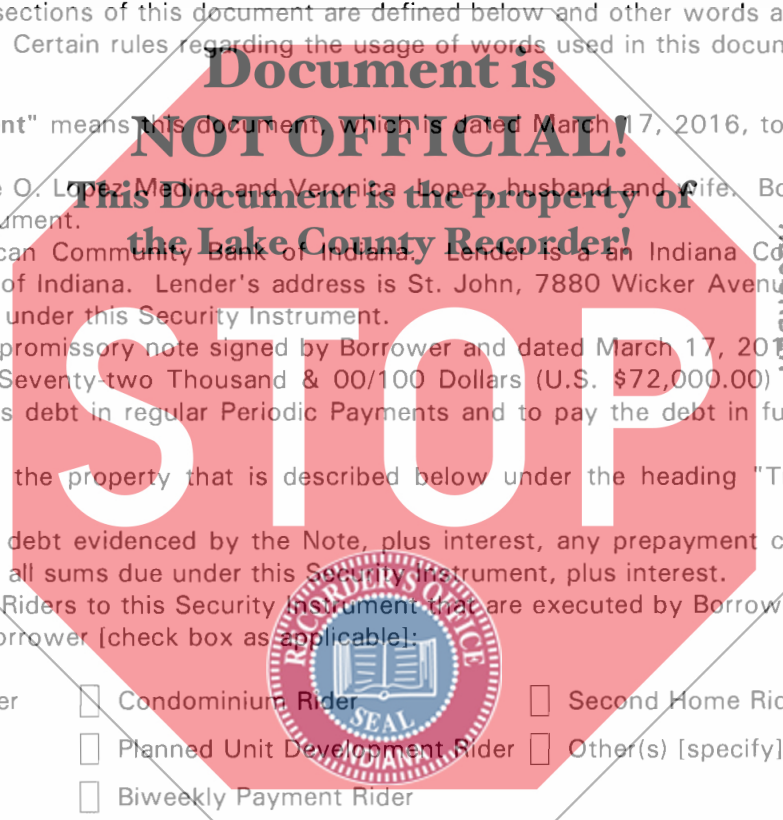 sections of this document are defined below and other words a
Certain rules regarding the usage of words used in this docum
Document is
nt" means this document, which is dated March 17, 2016, to
NOT OFFICIAL!
O. Lopez Medina and Veronica Lopez, husband and wife. Bo
This Document is the property of
ument.
can Community Bank of Indiana. Lender is a an Indiana Co
the Lake County Recorder!
of Indiana. Lender's address is St. John, 7880 Wicker Avenu
under this Security Instrument.
promissory note signed by Borrower and dated March 17, 201
Seventy-two Thousand & 00/100 Dollars (U.S. $72,000.00)
s debt in regular Periodic Payments and to pay the debt in fu
STOP
the property that is described below under the heading "T
debt evidenced by the Note, plus interest, any prepayment c
all sums due under this Security Instrument, plus interest.
Riders to this Security Instrument that are executed by Borrow
orrower [check box as applicable]:
RECORDER'S OFFICE
SEAL
INDIANA
er Condominium Rider Second Home Rid
Planned Unit Development Rider Other(s) [specify]
Biweekly Payment Rider